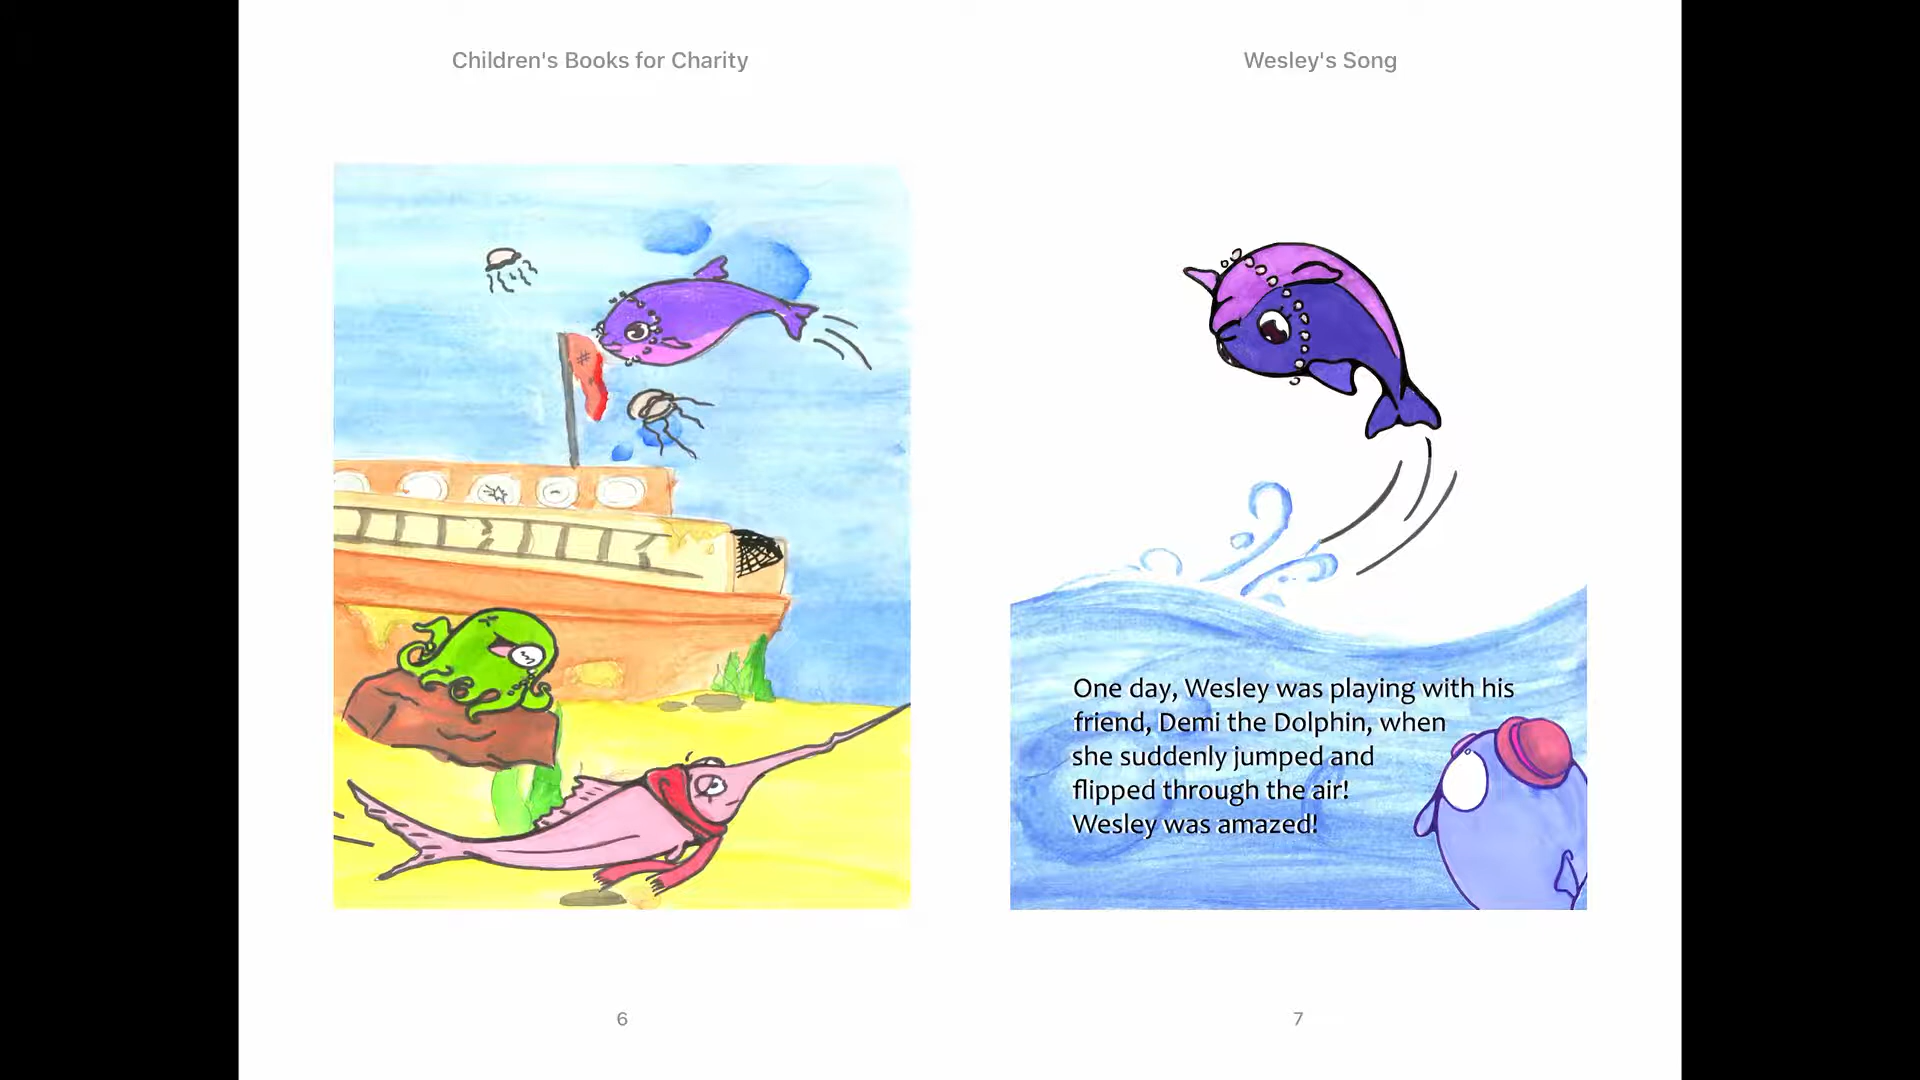 Children's Books for Charity
Wesley's Song
One day, Wesley was playing with his
friend, Demi the Dolphin, when
she suddenly jumped and
flipped through the air!
Wesley was amazed!
6
7